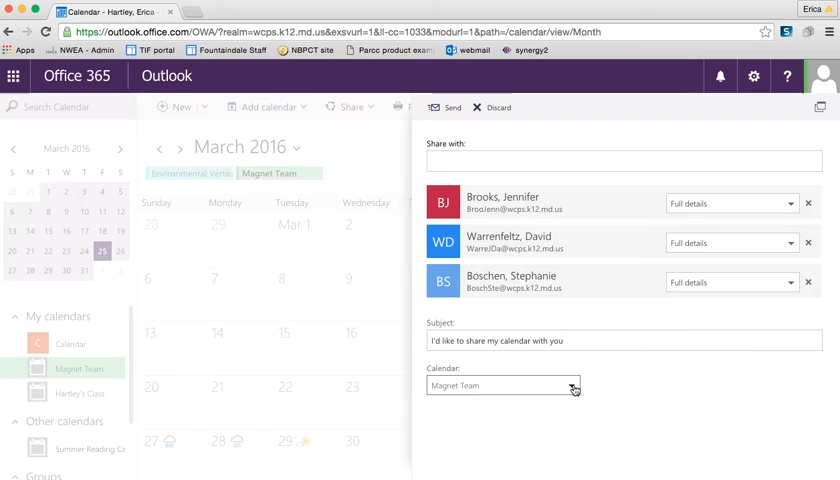 Calendar - Hartley, Erica -
Erica
https://outlook.office.com/OWA/?realm=wcps.k12.md.us&exsvurl=1&ll-cc=1033&modurl=1&path=/calendar/view/Month
Apps NWEA - Admin TIF portal Fountaindale Staff NBPCT site Parcc product exam webmail synergy2
Office 365 Outlook ?
Search Calendar New Add calendar Share
Send Discard
March 2016
S M T W T F S
28 29 1 2 3 4 5
6 7 8 9 10 11 12
13 14 15 16 17 18 19
20 21 22 23 24 25 26
27 28 29 30 31 1 2
My calendars
C Calendar
Magnet Team
Hartley's Class
Other calendars
Summer Reading Ca
Groups
March 2016
Environmental Vertic Magnet Team
Sunday Monday Tuesday Wednesday
28 29 Mar 1 2
6 7 8 9
13 14 15 16
20 21 22 23
27 28 29 30
Share with:
BJ Brooks, Jennifer Full details
BrooJenn@wcps.k12.md.us
WD Warrenfeltz, David Full details
WarreJDa@wcps.k12.md.us
BS Boschen, Stephanie Full details
BoschSte@wcps.k12.md.us
Subject:
I'd like to share my calendar with you
Calendar:
Magnet Team